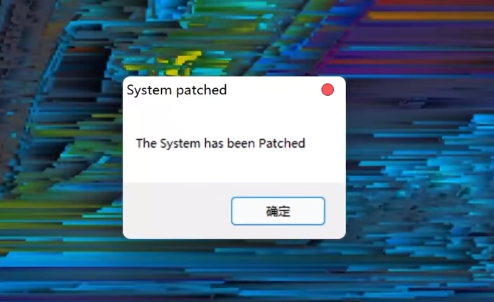 System patched
The System has been Patched
确定